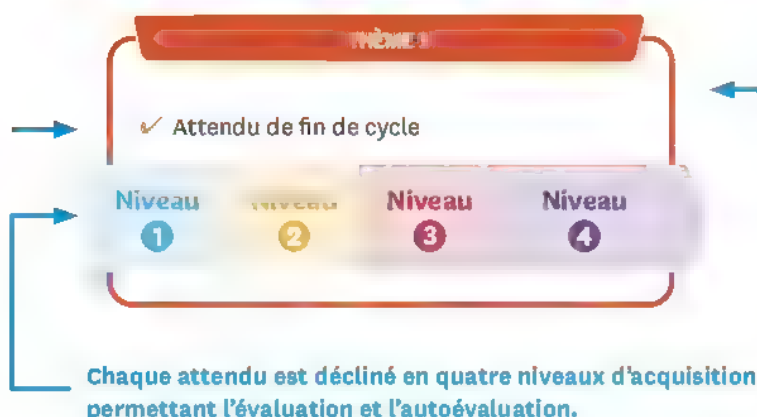 ✓ Attendu de fin de cycle
Niveau Niveau Niveau Niveau
1 2 3 4
Chaque attendu est décliné en quatre niveaux d'acquisition
permettant l'évaluation et l'autoévaluation.